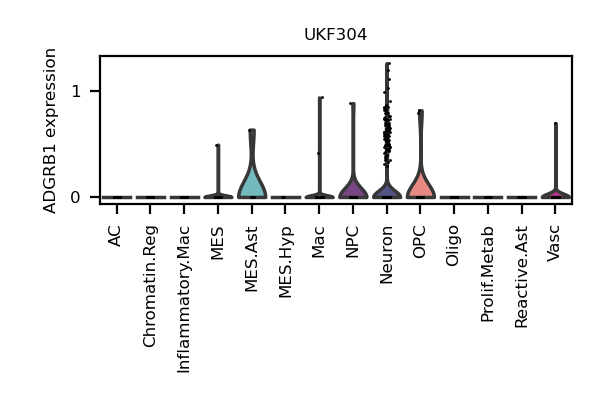 UKF304
ADGRB1 expression
1
0
AC
Chromatin.Reg
Inflammatory.Mac
MES
MES.Ast
MES.Hyp
Mac
NPC
Neuron
OPC
Oligo
Prolif.Metab
Reactive.Ast
Vasc